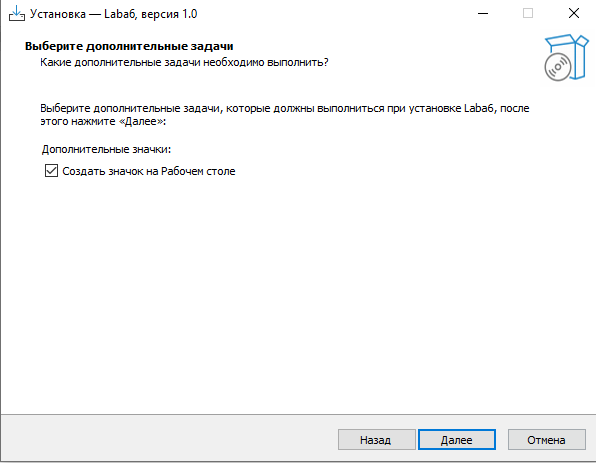 Установка — Laba6, версия 1.0
Выберите дополнительные задачи
Какие дополнительные задачи необходимо выполнить?
Выберите дополнительные задачи, которые должны выполниться при установке Laba6, после
этого нажмите «Далее»:
Дополнительные значки:
Создать значок на Рабочем столе
Назад
Далее
Отмена